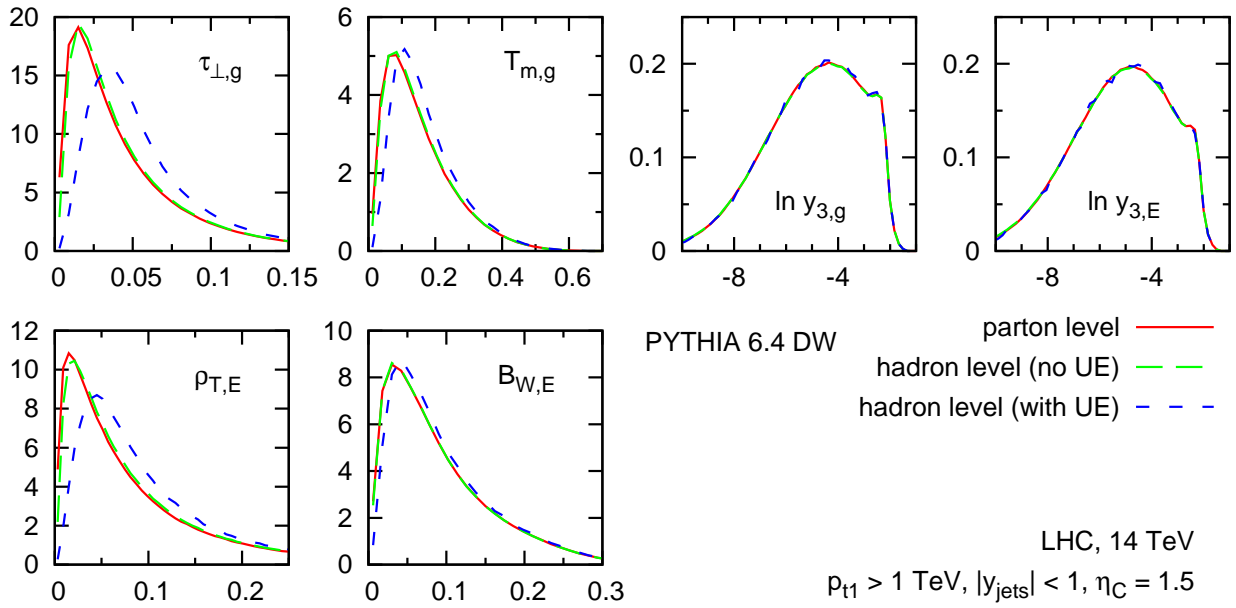 20
15
10
5
0
τ⊥,g
0 0.05 0.1 0.15
6
4
2
0
Tm,g
0 0.2 0.4 0.6
0.2
0.1
0
ln y3,g
-8 -4
0.2
0.1
0
ln y3,E
-8 -4
12
10
8
6
4
2
0
ρT,E
0 0.1 0.2
10
8
6
4
2
0
BW,E
0 0.1 0.2 0.3
PYTHIA 6.4 DW
parton level
hadron level (no UE)
hadron level (with UE)
LHC, 14 TeV
pt1 > 1 TeV, |yjets| < 1, ηC = 1.5